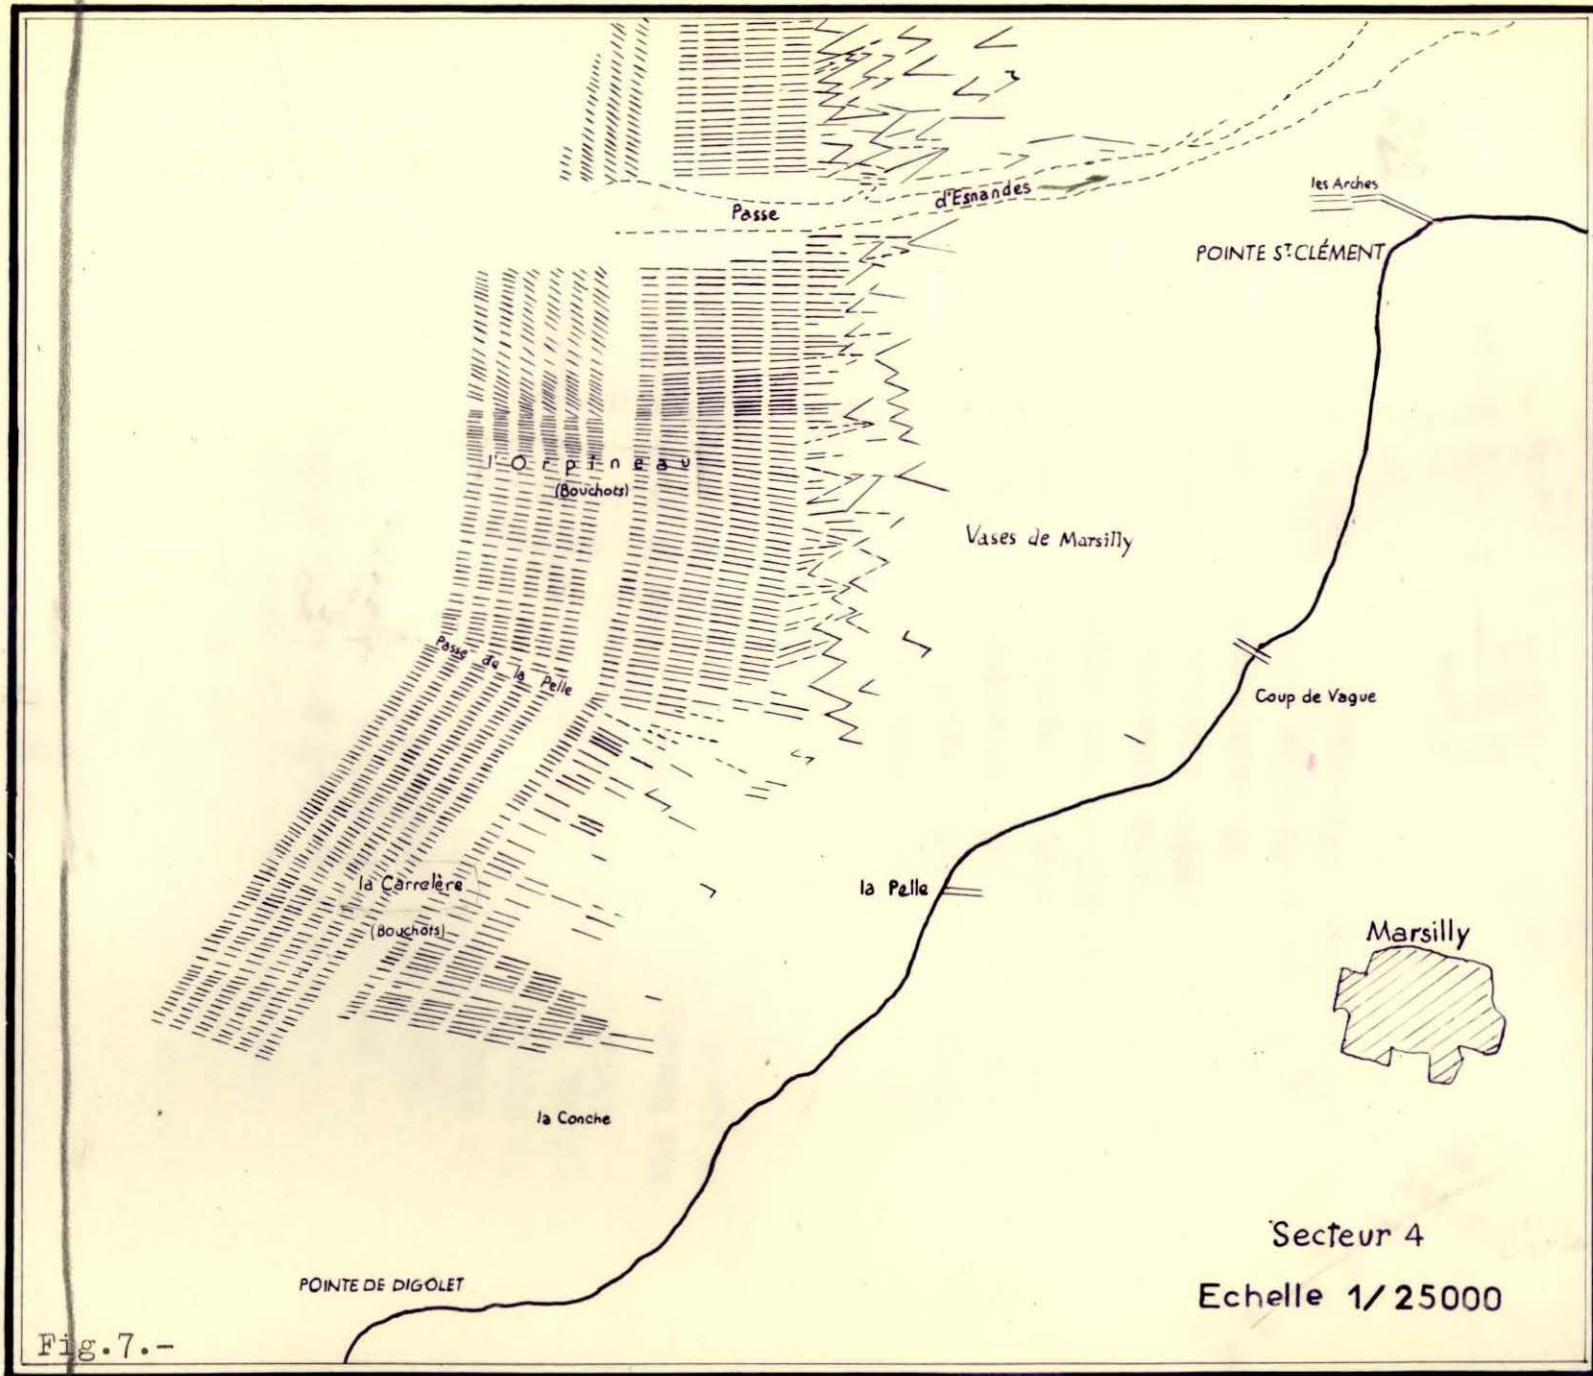 les Arches
Passe d'Esnandes
POINTE ST. CLÉMENT
l'Orpineau
(Bouchots)
Vases de Marsilly
Passe de la Pelle
Coup de Vague
la Carrelère
(Bouchots)
la Pelle
Marsilly
la Conche
Secteur 4
POINTE DE DIGOLET
Echelle 1/25000
Fig.7.-